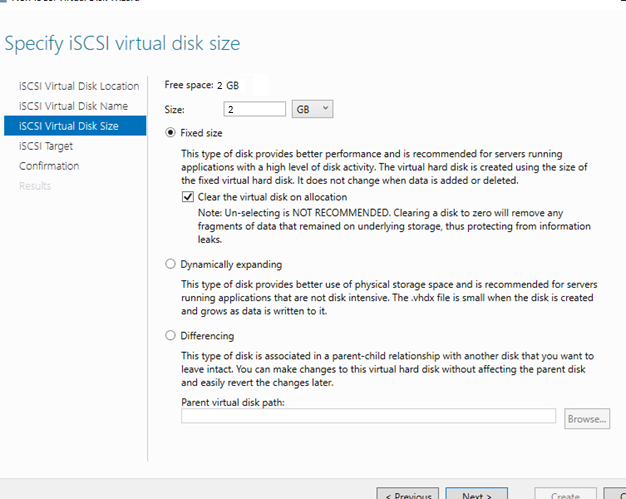 Specify iSCSI virtual disk size
iSCSI Virtual Disk Location
iSCSI Virtual Disk Name
iSCSI Virtual Disk Size
iSCSI Target
Confirmation
Results
Free space: 2 GB
Size: 2 GB
Fixed size
This type of disk provides better performance and is recommended for servers running
applications with a high level of disk activity. The virtual hard disk is created using the size of
the fixed virtual hard disk. It does not change when data is added or deleted.
Clear the virtual disk on allocation
Note: Un-selecting is NOT RECOMMENDED. Clearing a disk to zero will remove any
fragments of data that remained on underlying storage, thus protecting from information
leaks.
Dynamically expanding
This type of disk provides better use of physical storage space and is recommended for servers
running applications that are not disk intensive. The .vhdx file is small when the disk is created
and grows as data is written to it.
Differencing
This type of disk is associated in a parent-child relationship with another disk that you want to
leave intact. You can make changes to this virtual hard disk without affecting the parent disk
and easily revert the changes later.
Parent virtual disk path:
Browse...
< Previous Next > Create